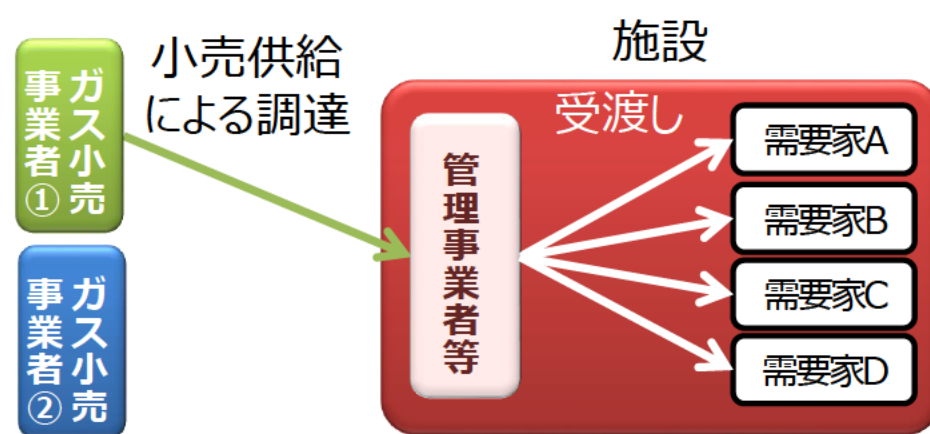 ガス小売
事業者①
ガス小売
事業者②
小売供給
による調達
施設
受渡し
管理事業者等
需要家A
需要家B
需要家C
需要家D